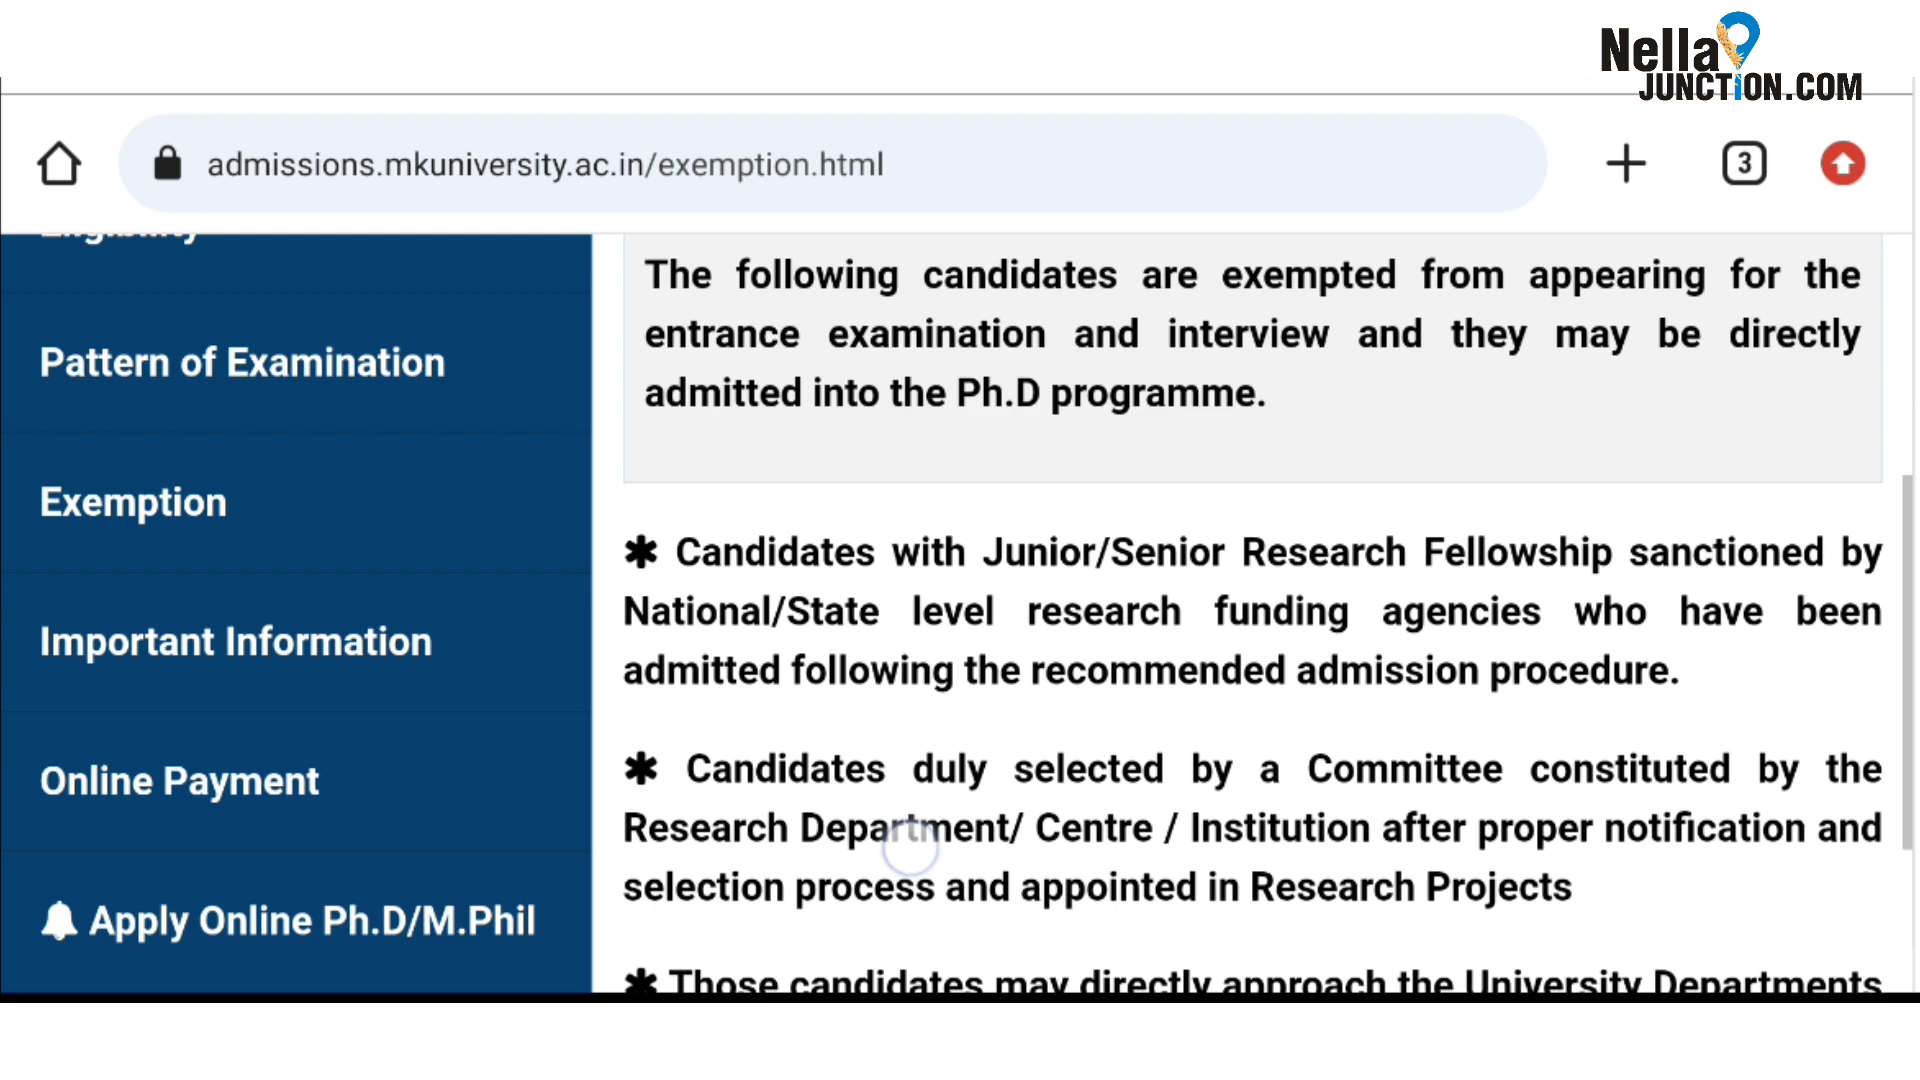 Nella
JUNCTION.COM
admissions.mkuniversity.ac.in/exemption.html
3
Eligibility
Pattern of Examination
Exemption
Important Information
Online Payment
Apply Online Ph.D/M.Phil
The following candidates are exempted from appearing for the
entrance examination and interview and they may be directly
admitted into the Ph.D programme.
✱ Candidates with Junior/Senior Research Fellowship sanctioned by
National/State level research funding agencies who have been
admitted following the recommended admission procedure.
✱ Candidates duly selected by a Committee constituted by the
Research Department/ Centre / Institution after proper notification and
selection process and appointed in Research Projects
✱ Those candidates may directly approach the University Departments